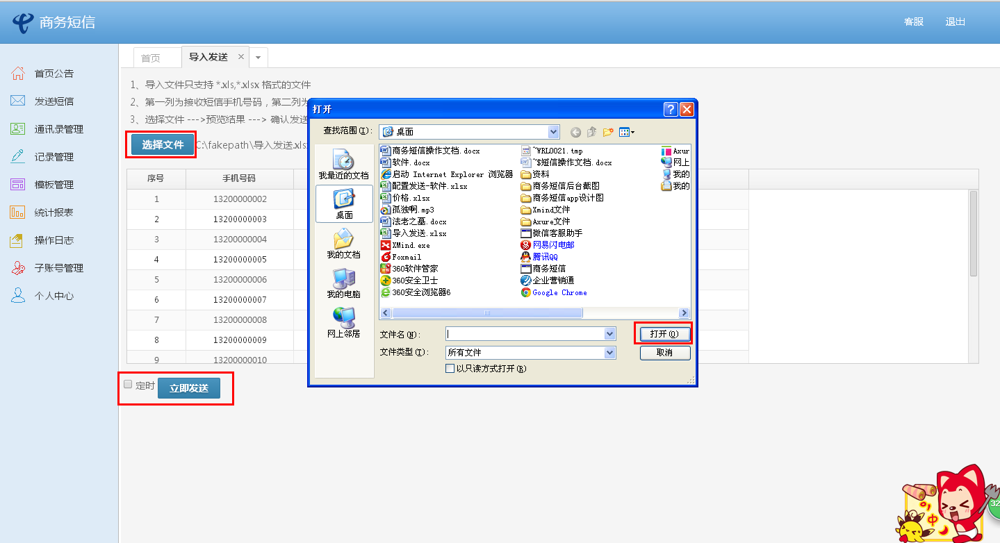 商务短信
客服 退出
首页公告
发送短信
通讯录管理
记录管理
模板管理
统计报表
操作日志
子账号管理
个人中心
首页 导入发送 ×
1、导入文件只支持 *.xls,*.xlsx 格式的文件
2、第一列为接收短信手机号码，第二列为
3、选择文件 --->预览结果 ---> 确认发送
选择文件 C:\fakepath\导入发送.xls
序号 手机号码
1 13200000002
2 13200000003
3 13200000004
4 13200000005
5 13200000006
6 13200000007
7 13200000008
8 13200000009
9 13200000010
定时 立即发送
打开 ?
查找范围(I): 桌面
我最近的文档
桌面
我的文档
我的电脑
网上邻居
商务短信操作文档.docx
软件.docx
启动 Internet Explorer 浏览器
配置发送-软件.xlsx
价格.xlsx
孤独啊.mp3
法老之墓.docx
导入发送.xlsx
XMind.exe
Foxmail
360软件管家
360安全卫士
360安全浏览器6
~WRL0021.tmp
~$短信操作文档.docx
资料
商务短信后台截图
商务短信app设计图
Xmind文件
Axure文件
微信客服助手
网易闪电邮
腾讯QQ
商务短信
企业营销通
Google Chrome
Axur
网上
我的
我的
文件名(N): 打开(O)
文件类型(T): 所有文件 取消
以只读方式打开(R)
中
32